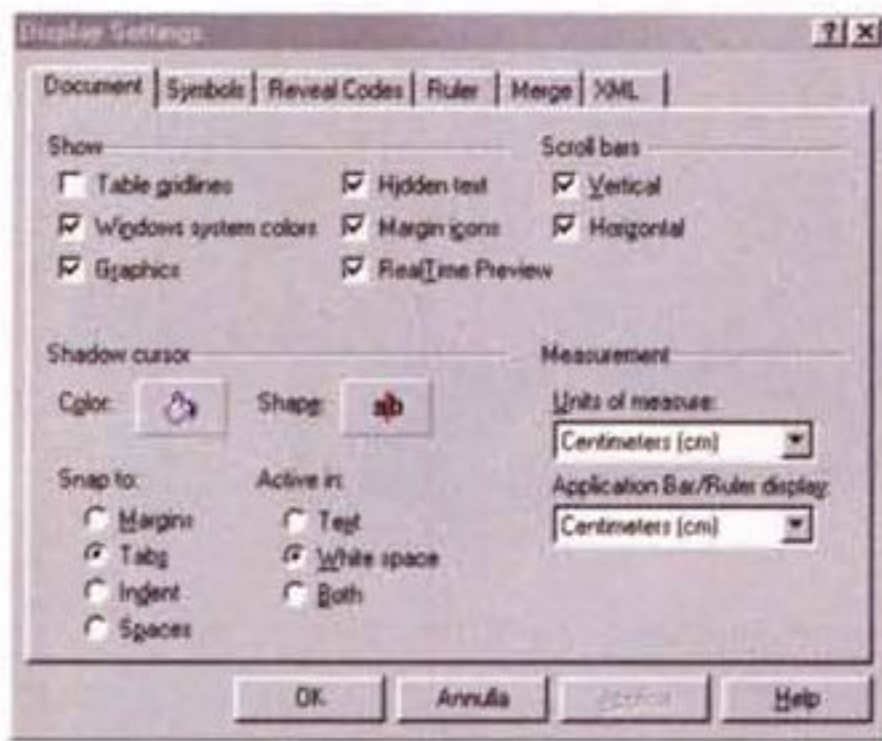 Display Settings
Document Symbols Reveal Codes Ruler Merge XML
Show
Table gridlines
Windows system colors
Graphics
Hidden text
Margin icons
RealTime Preview
Scroll bars
Vertical
Horizontal
Shadow cursor
Color:
Shape:
ab
Snap to:
Margins
Tabs
Indent
Spaces
Active in:
Text
White space
Both
Measurement
Units of measure:
Centimeters (cm)
Application Bar/Ruler display:
Centimeters (cm)
OK Annulla Help